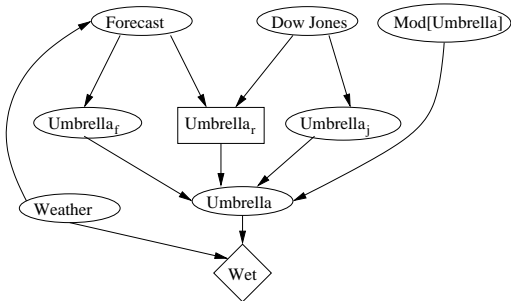 Forecast
Dow Jones
Mod[Umbrella]
Umbrella_f
Umbrella_r
Umbrella_j
Weather
Umbrella
Wet